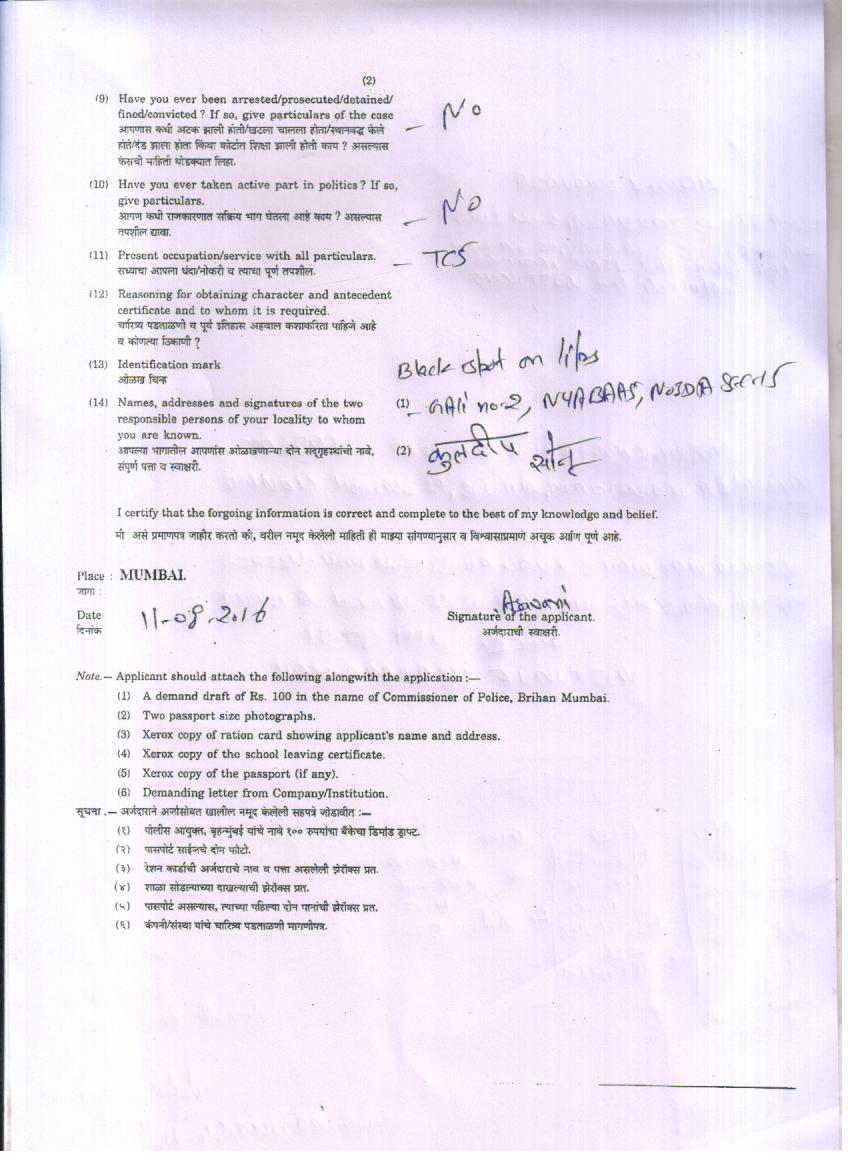 (2)
(9) Have you ever been arrested/prosecuted/detained/
fined/convicted ? If so, give particulars of the case
आपणास कधी अटक झाली होती/खटला चालला होता/स्थानबद्ध केले
होते/दंड झाला होता किंवा कोर्टात शिक्षा झाली होती काय ? असल्यास
केसची माहिती थोडक्यात लिहा.
— No
(10) Have you ever taken active part in politics ? If so,
give particulars.
आपण कधी राजकारणात सक्रिय भाग घेतला आहे काय ? असल्यास
तपशील द्यावा.
— No
(11) Present occupation/service with all particulars.
— TCS
सध्याचा आपला धंदा/नोकरी व त्याचा पूर्ण तपशील.
(12) Reasoning for obtaining character and antecedent
certificate and to whom it is required.
चारित्र्य पडताळणी व पूर्व इतिहास अहवाल कशाकरिता पाहिजे आहे
व कोणत्या ठिकाणी ?
(13) Identification mark
Black spot on lips
ओळख चिन्ह
(14) Names, addresses and signatures of the two
responsible persons of your locality to whom
you are known.
आपल्या भागातील आपणांस ओळखणाऱ्या दोन सद्गृहस्थांची नावे,
संपूर्ण पत्ता व स्वाक्षरी.
(1) GAli no-2, NYABAAS, NOIDA
(2) कुलदीप सोनू
I certify that the forgoing information is correct and complete to the best of my knowledge and belief.
मी असे प्रमाणपत्र जाहीर करतो की, वरील नमूद केलेली माहिती ही माझ्या सांगण्यानुसार व विश्वासाप्रमाणे अचूक आणि पूर्ण आहे.
Place : MUMBAI.
जागा :
Date 11-08-2016
दिनांक
Signature of the applicant.
अर्जदाराची स्वाक्षरी.
Note.— Applicant should attach the following alongwith the application :—
(1) A demand draft of Rs. 100 in the name of Commissioner of Police, Brihan Mumbai.
(2) Two passport size photographs.
(3) Xerox copy of ration card showing applicant's name and address.
(4) Xerox copy of the school leaving certificate.
(5) Xerox copy of the passport (if any).
(6) Demanding letter from Company/Institution.
सूचना .— अर्जदाराने अर्जासोबत खालील नमूद केलेली सहपत्रे जोडावीत :—
(१) पोलीस आयुक्त, बृहन्मुंबई यांचे नावे १०० रुपयांचा बँकेचा डिमांड ड्राफ्ट.
(२) पासपोर्ट साईजचे दोन फोटो.
(३) रेशन कार्डाची अर्जदाराचे नाव व पत्ता असलेली झेरॉक्स प्रत.
(४) शाळा सोडल्याच्या दाखल्याची झेरॉक्स प्रत.
(५) पासपोर्ट असल्यास, त्याच्या पहिल्या दोन पानांची झेरॉक्स प्रत.
(६) कंपनी/संस्था यांचे चारित्र्य पडताळणी मागणीपत्र.